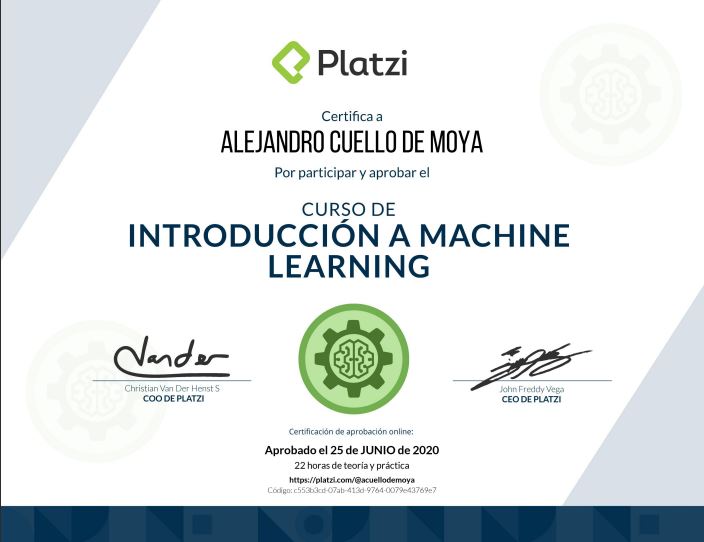 Platzi
Certifica a
ALEJANDRO CUELLO DE MOYA
Por participar y aprobar el
CURSO DE
INTRODUCCIÓN A MACHINE
LEARNING
Vander
Christian Van Der Henst S
COO DE PLATZI
John Freddy Vega
CEO DE PLATZI
Certificación de aprobación online:
Aprobado el 25 de JUNIO de 2020
22 horas de teoría y práctica
https://platzi.com/@acuellodemoya
Código: c553b3cd-07ab-413d-9764-0079e43769e7